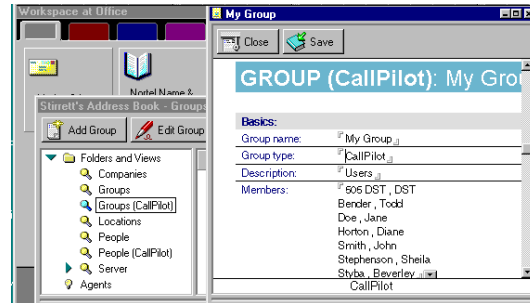 Workspace at Office
Nortel Name &
Stirrett's Address Book - Groups
Add Group
Edit Group
Folders and Views
Companies
Groups
Groups (CallPilot)
Locations
People
People (CallPilot)
Server
Agents
My Group
Close
Save
GROUP (CallPilot): My Grou
Basics:
Group name: My Group
Group type: CallPilot
Description: Users
Members: 606 DST , DST
Bender , Todd
Doe , Jane
Horton , Diane
Smith , John
Stephenson , Sheila
Styba , Beverley
CallPilot